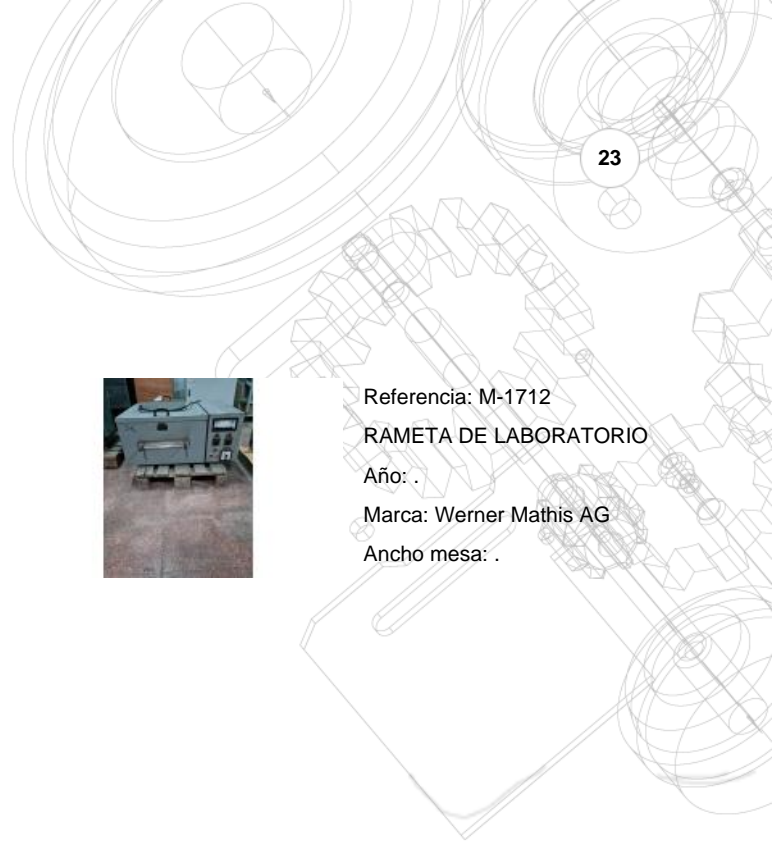 23
Referencia: M-1712
RAMETA DE LABORATORIO
Año: .
Marca: Werner Mathis AG
Ancho mesa: .